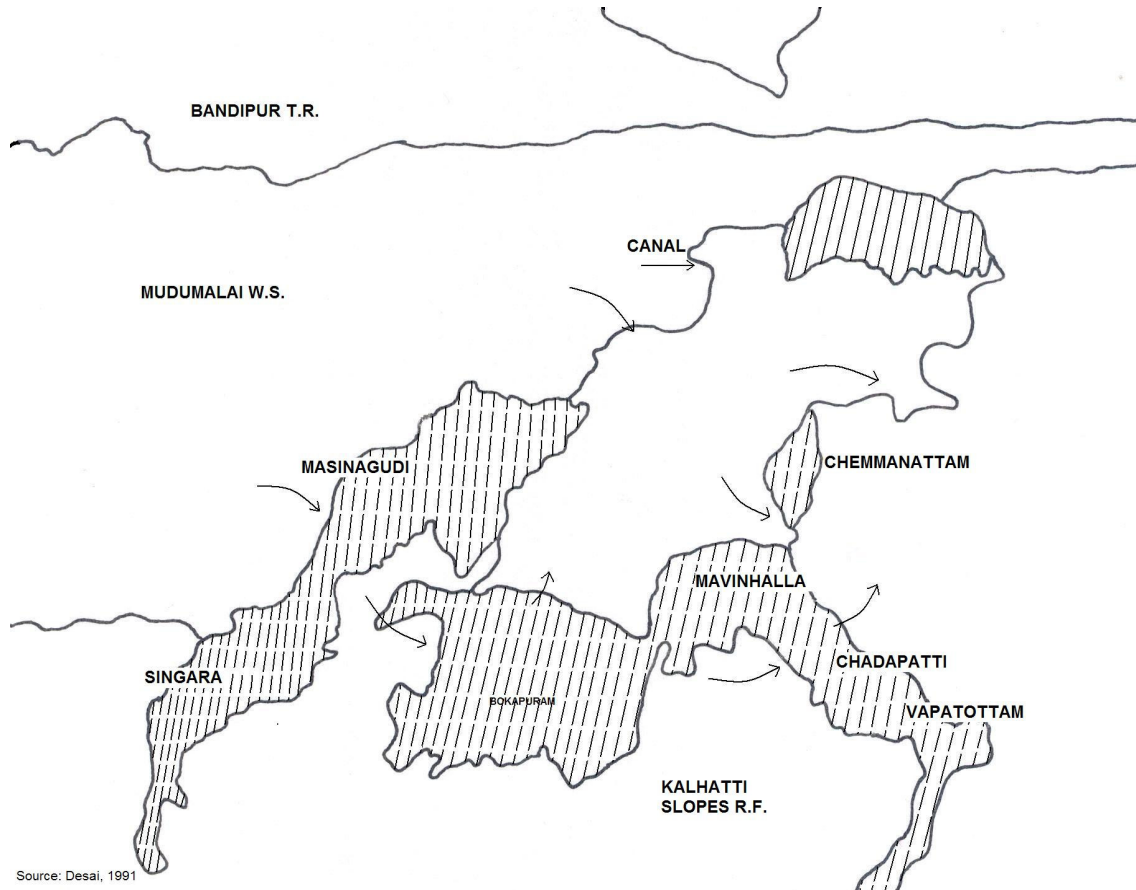 BANDIPUR T.R.
CANAL
MUDUMALAI W.S.
MASINAGUDI
CHEMMANATTAM
MAVINHALLA
CHADAPATTI
SINGARA
BOKAPURAM
VAPATOTTAM
KALHATTI
SLOPES R.F.
Source: Desai, 1991